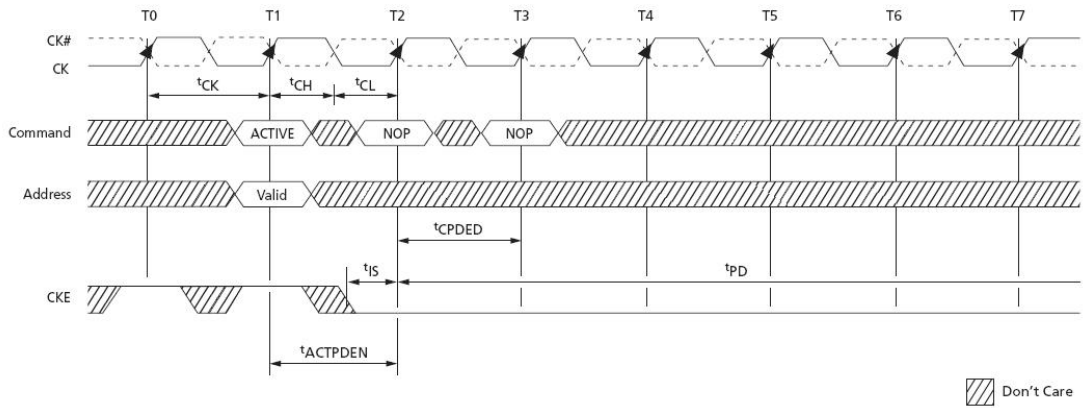 T0 T1 T2 T3 T4 T5 T6 T7
CK#
CK
tCK tCH tCL
Command ACTIVE NOP NOP
Address Valid
tCPDED
tIS tPD
CKE
tACTPDEN
Don't Care